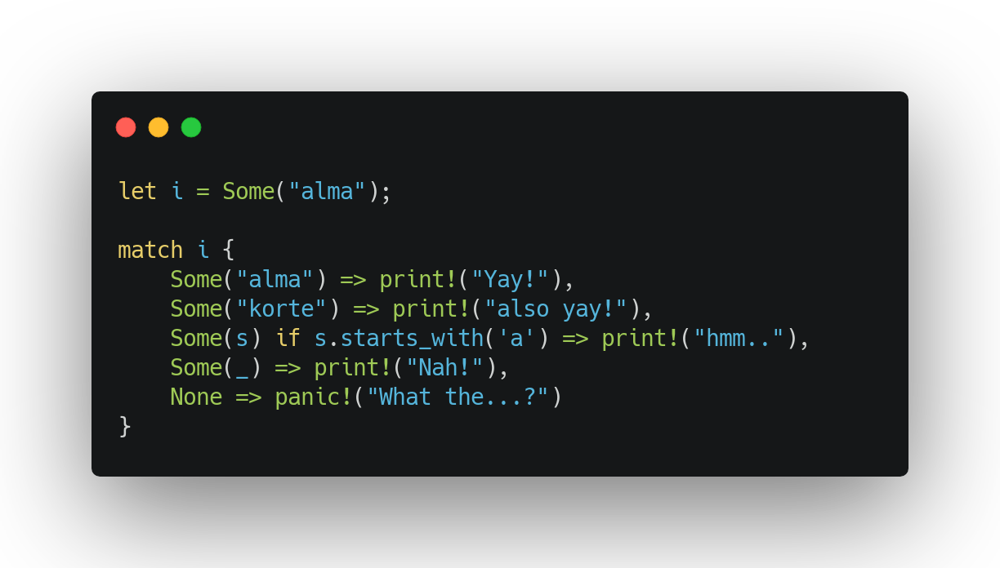 let i = Some("alma");

match i {
    Some("alma") => print!("Yay!"),
    Some("korte") => print!("also yay!"),
    Some(s) if s.starts_with('a') => print!("hmm.."),
    Some(_) => print!("Nah!"),
    None => panic!("What the...?")
}